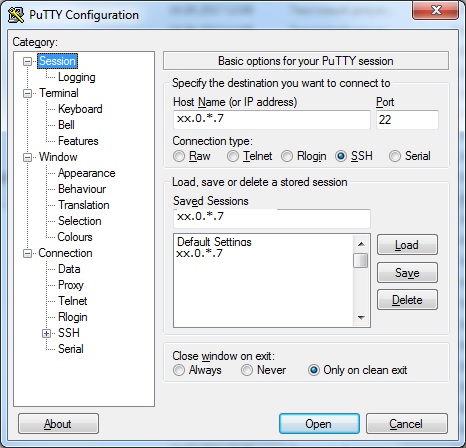 PuTTY Configuration
Category:
Session
Logging
Terminal
Keyboard
Bell
Features
Window
Appearance
Behaviour
Translation
Selection
Colours
Connection
Data
Proxy
Telnet
Rlogin
SSH
Serial
Basic options for your PuTTY session
Specify the destination you want to connect to
Host Name (or IP address) Port
xx.0.*.7 22
Connection type:
Raw Telnet Rlogin SSH Serial
Load, save or delete a stored session
Saved Sessions
xx.0.*.7
Default Settings
xx.0.*.7
Load
Save
Delete
Close window on exit:
Always Never Only on clean exit
About Open Cancel